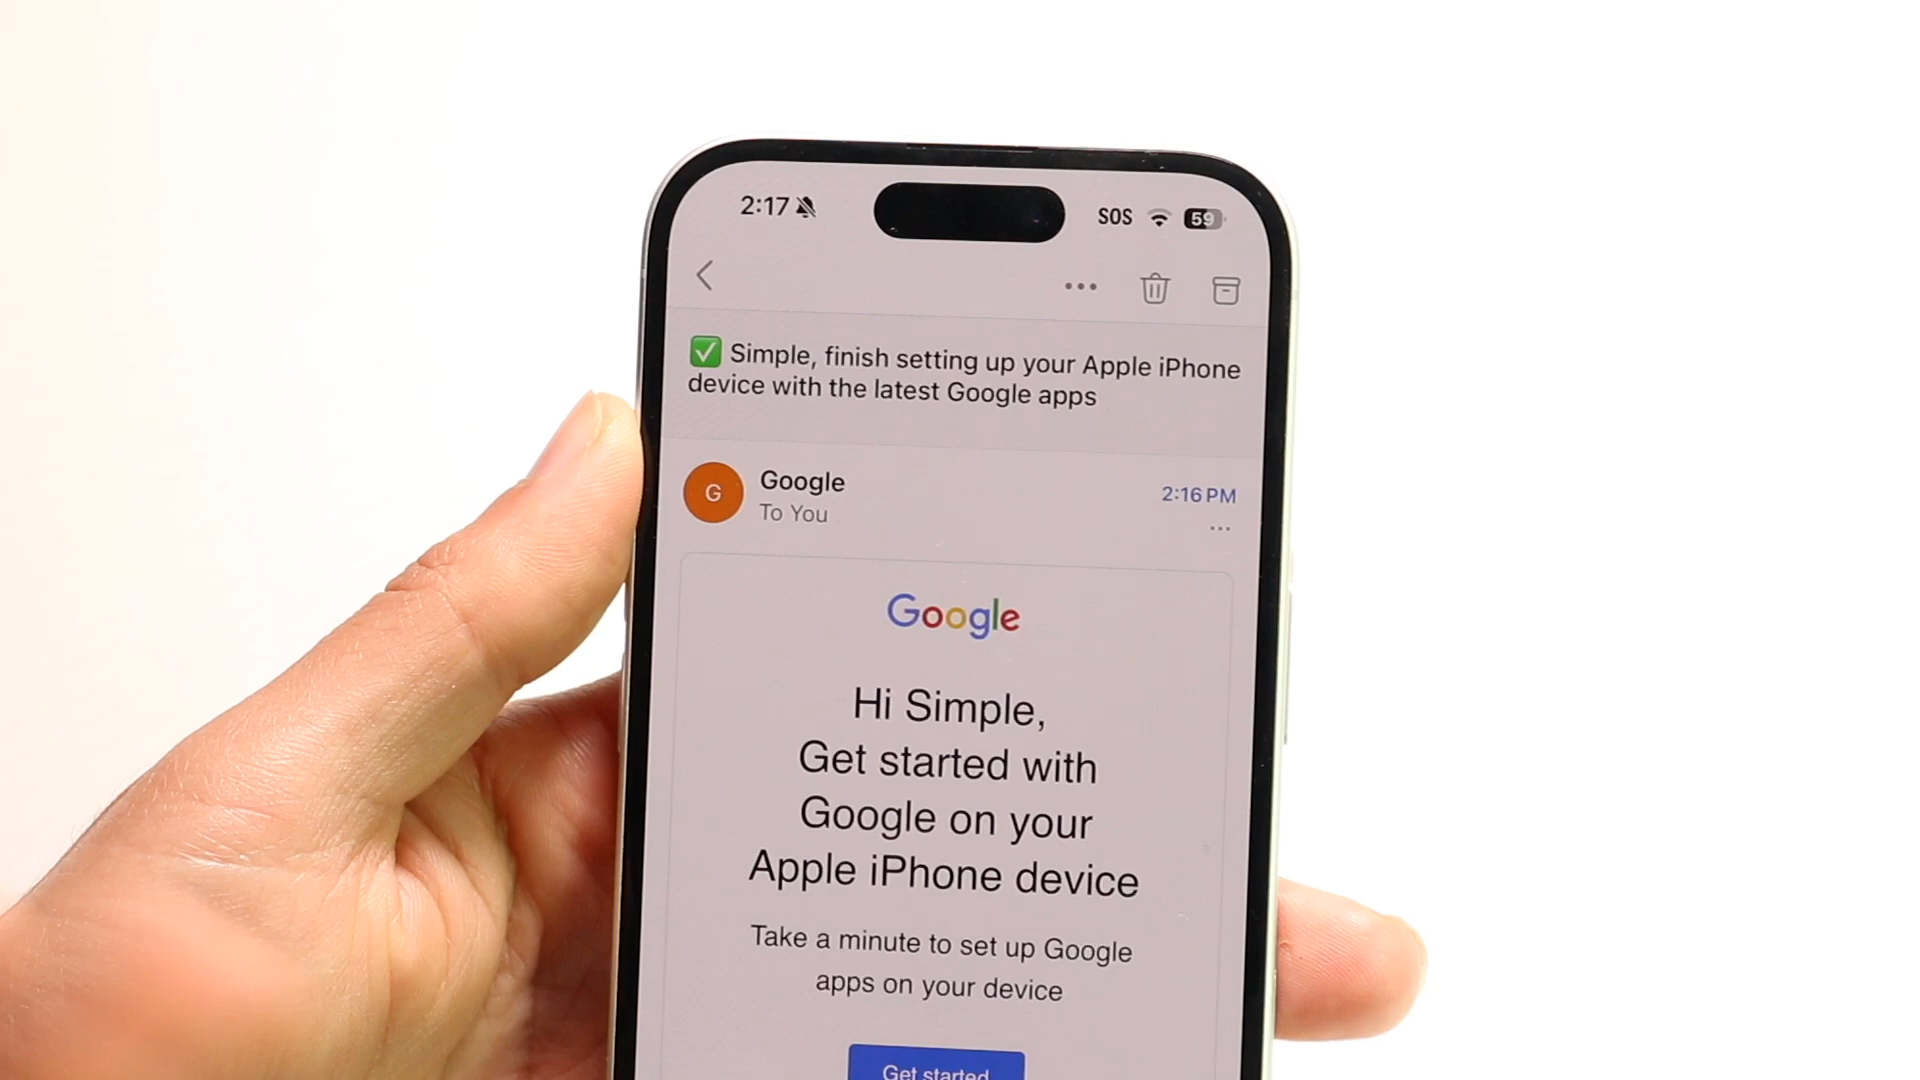 2:17 SOS 59
✅ Simple, finish setting up your Apple iPhone
device with the latest Google apps
G
Google 2:16 PM
To You
Google
Hi Simple,
Get started with
Google on your
Apple iPhone device
Take a minute to set up Google
apps on your device
Get started